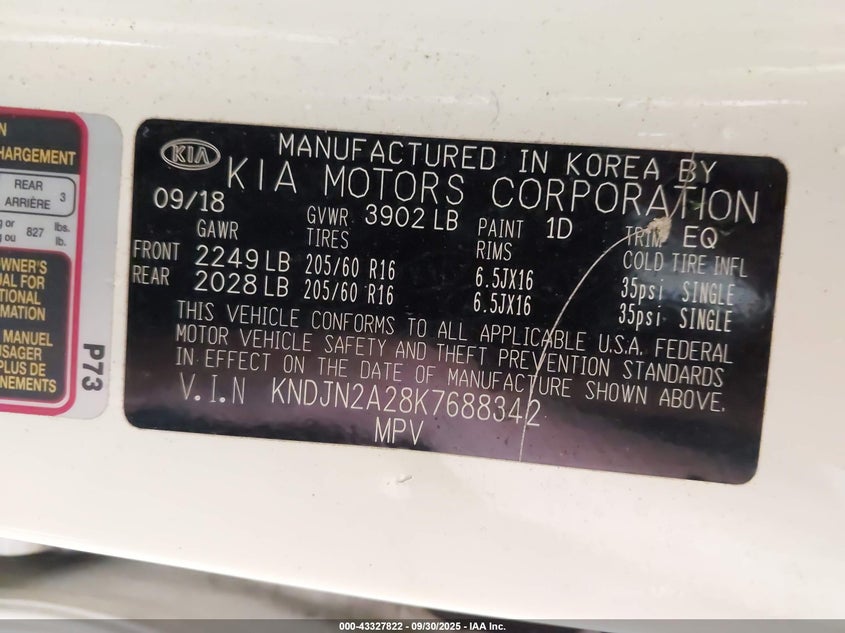 N
HARGEMENT
REAR 3
ARRIÈRE
g or 827 lbs.
ou lb.
OWNER'S
UAL FOR
TIONAL
RMATION
MANUEL
USAGER
PLUS DE
NEMENTS
P73
KIA
MANUFACTURED IN KOREA BY
KIA MOTORS CORPORATION
09/18 GVWR 3902 LB PAINT 1D TRIM EQ
GAWR TIRES RIMS COLD TIRE INFL
FRONT 2249 LB 205/60 R16 6.5JX16 35psi SINGLE
REAR 2028 LB 205/60 R16 6.5JX16 35psi SINGLE
THIS VEHICLE CONFORMS TO ALL APPLICABLE U.S.A. FEDERAL
MOTOR VEHICLE SAFETY AND THEFT PREVENTION STANDARDS
IN EFFECT ON THE DATE OF MANUFACTURE SHOWN ABOVE.
V.I.N KNDJN2A28K7688342
MPV
000-43327822 - 09/30/2025 - IAA Inc.